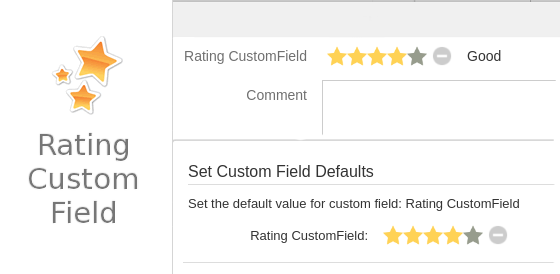 Rating
Custom
Field
Rating CustomField Good
Comment
Set Custom Field Defaults
Set the default value for custom field: Rating CustomField
Rating CustomField: